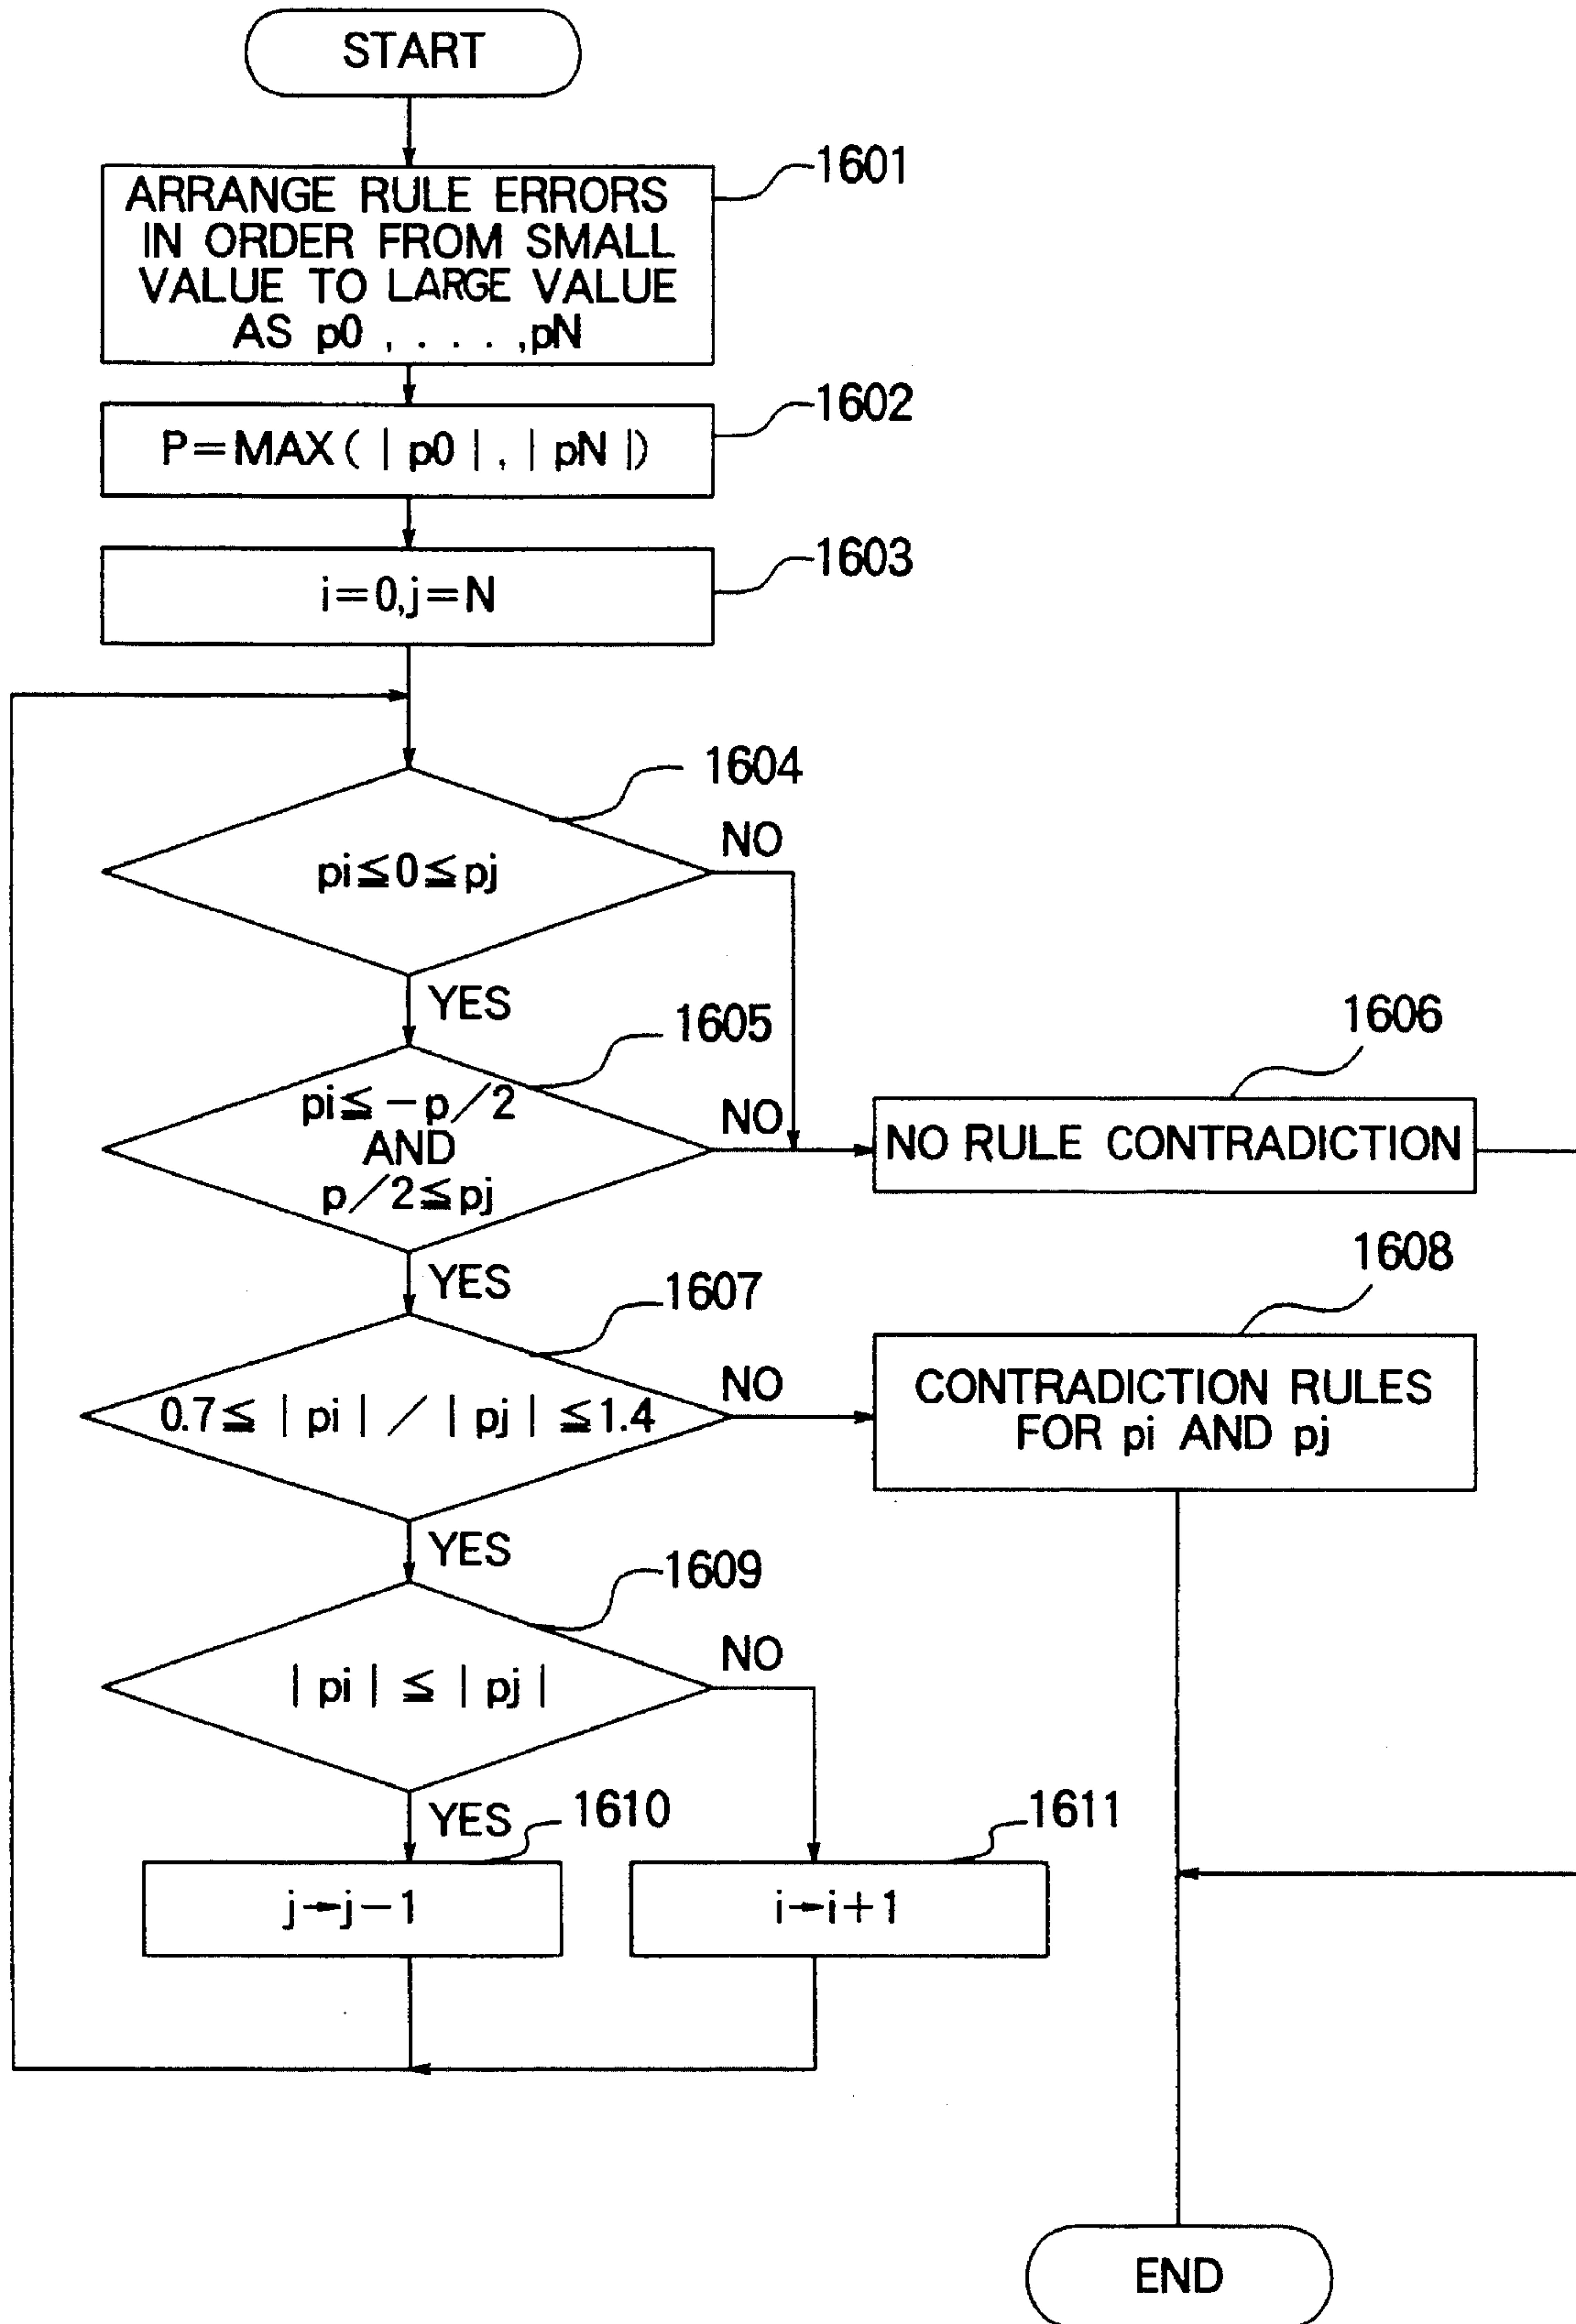 START
1601
ARRANGE RULE ERRORS
IN ORDER FROM SMALL
VALUE TO LARGE VALUE
AS p0 , . . . . ,pN
1602
P=MAX( | p0 | , | pN |)
1603
i=0,j=N
1604
pi≦0≦pj
NO
YES
1605
pi≦-p/2
AND
p/2≦pj
NO
1606
NO RULE CONTRADICTION
YES
1607
0.7≦ | pi | / | pj | ≦1.4
NO
1608
CONTRADICTION RULES
FOR pi AND pj
YES
1609
| pi | ≦ | pj |
NO
YES
1610
j→j-1
1611
i→i+1
END